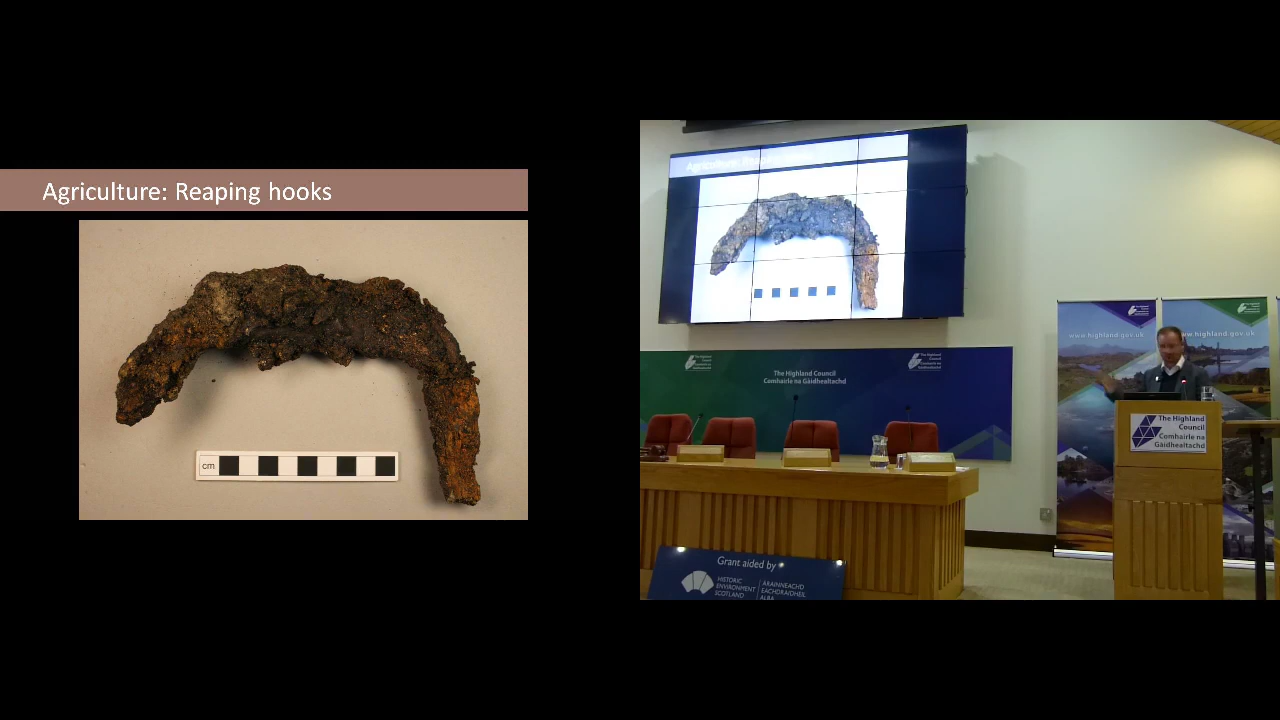 Agriculture: Reaping hooks
cm
The Highland Council
Comhairle na Gàidhealtachd
www.highland.gov.uk
www.highland.gov.uk
The Highland
Council
Comhairle na
Gàidhealtachd
Grant aided by
HISTORIC
ENVIRONMENT
SCOTLAND
ÀRAINNEACHD
EACHDRAIDHEIL
ALBA